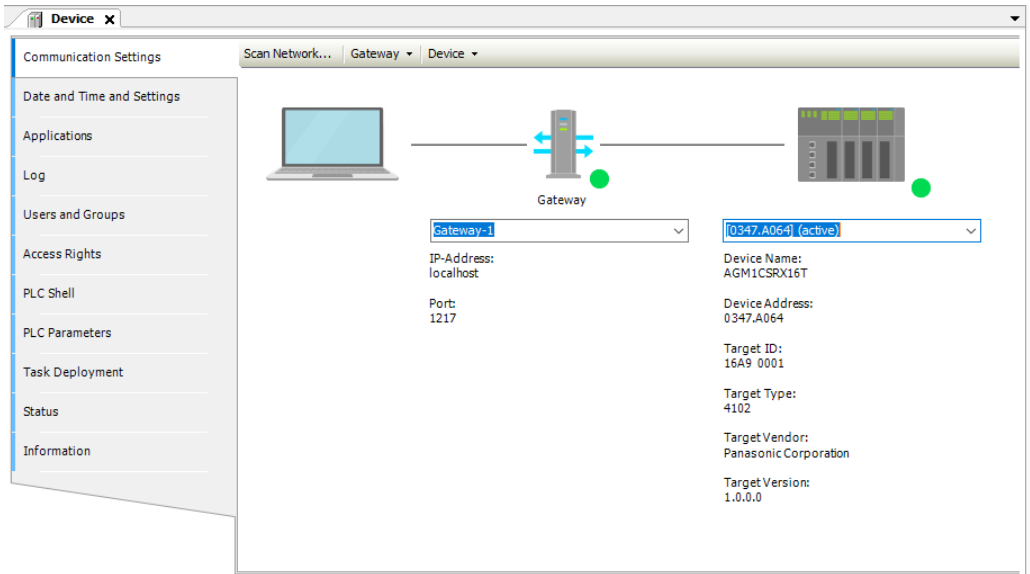 Device
Communication Settings
Date and Time and Settings
Applications
Log
Users and Groups
Access Rights
PLC Shell
PLC Parameters
Task Deployment
Status
Information
Scan Network... Gateway Device
Gateway
Gateway-1
IP-Address:
localhost
Port:
1217
[0347.A064] (active)
Device Name:
AGM1CSRX16T
Device Address:
0347.A064
Target ID:
16A9 0001
Target Type:
4102
Target Vendor:
Panasonic Corporation
Target Version:
1.0.0.0